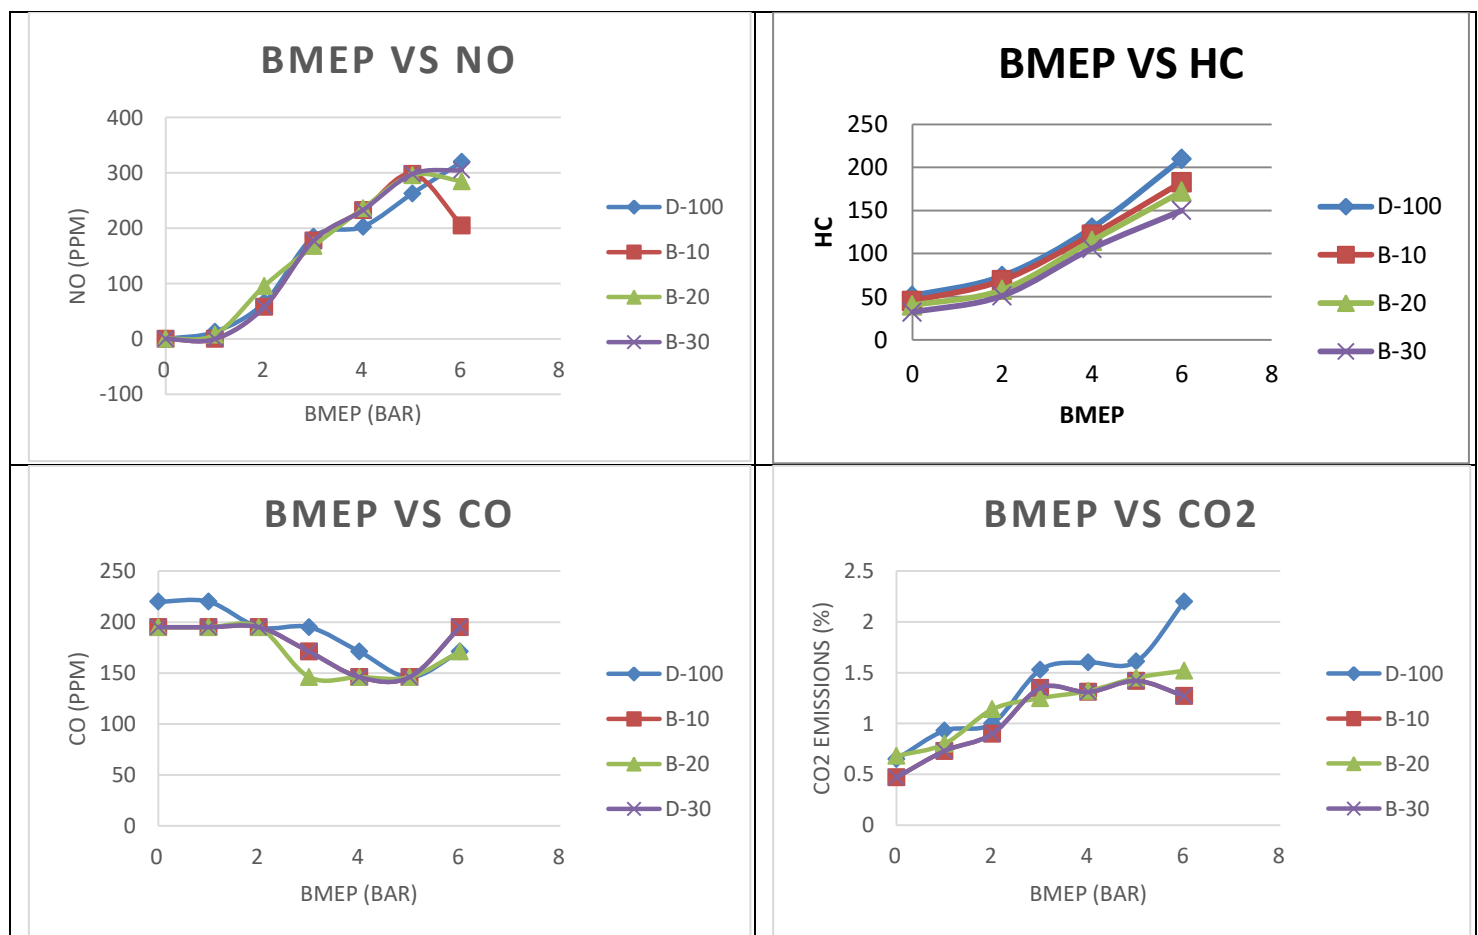 BMEP VS NO
400
300
200
100
0
-100
0 2 4 6 8
NO (PPM)
BMEP (BAR)
D-100
B-10
B-20
B-30
BMEP VS HC
250
200
150
100
50
0
0 2 4 6 8
HC
BMEP
D-100
B-10
B-20
B-30
BMEP VS CO
250
200
150
100
50
0
0 2 4 6 8
CO (PPM)
BMEP (BAR)
D-100
B-10
B-20
D-30
BMEP VS CO2
2.5
2
1.5
1
0.5
0
0 2 4 6 8
CO2 EMISSIONS (%)
BMEP (BAR)
D-100
B-10
B-20
B-30